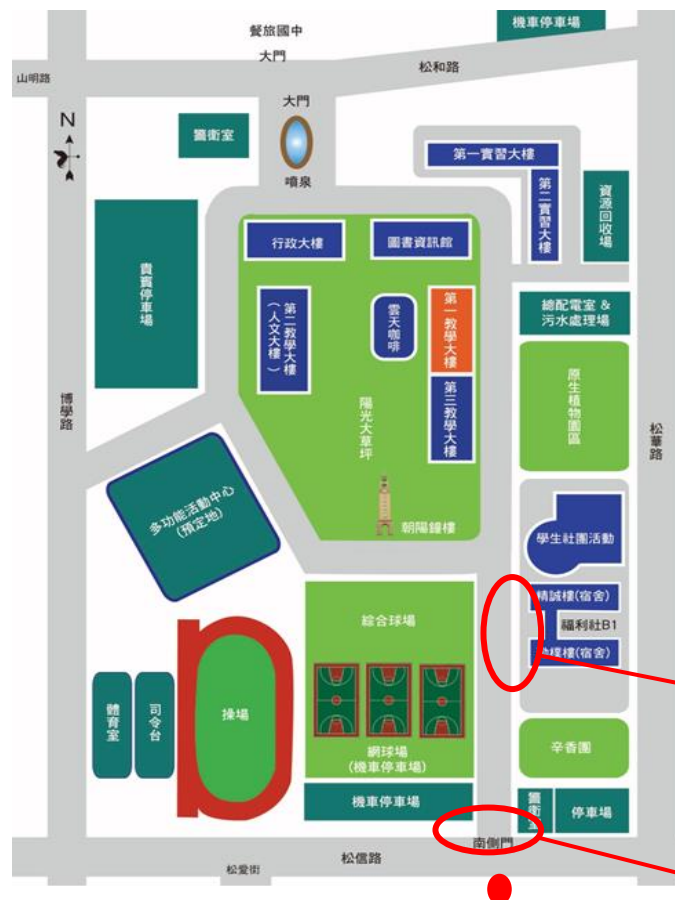 機車停車場
餐旅國中
大門
松和路
山明路
大門
N
警衛室
噴泉
第一實習大樓
第二實習大樓
資源回收場
行政大樓
圖書資訊館
貴賓停車場
第二教學大樓
（人文大樓）
雲天咖啡
第一教學大樓
總配電室 &
污水處理場
第三教學大樓
原生植物園區
陽光大草坪
博學路
松華路
朝陽鐘樓
多功能活動中心
(預定地)
學生社團活動
精誠樓(宿舍)
福利社B1
樸樓(宿舍)
綜合球場
體育室
司令台
操場
網球場
(機車停車場)
辛香園
機車停車場
警衛室
停車場
南側門
松信路
松愛街